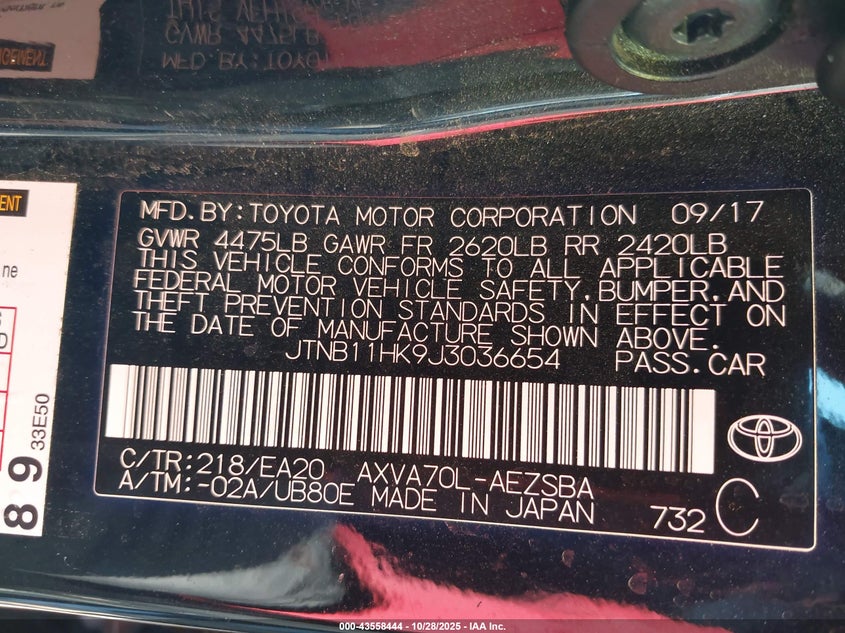 MFD.BY:TOYOTA MOTOR CORPORATION 09/17
GVWR 4475LB GAWR FR 2620LB RR 2420LB
THIS VEHICLE CONFORMS TO ALL APPLICABLE
FEDERAL MOTOR VEHICLE SAFETY,BUMPER,AND
THEFT PREVENTION STANDARDS IN EFFECT ON
THE DATE OF MANUFACTURE SHOWN ABOVE.
JTNB11HK9J3036654 PASS.CAR
C/TR:218/EA20 AXVA70L-AEZSBA
A/TM:-02A/UB80E MADE IN JAPAN 732 C
89
33E50
000-43558444 - 10/28/2025 - IAA Inc.